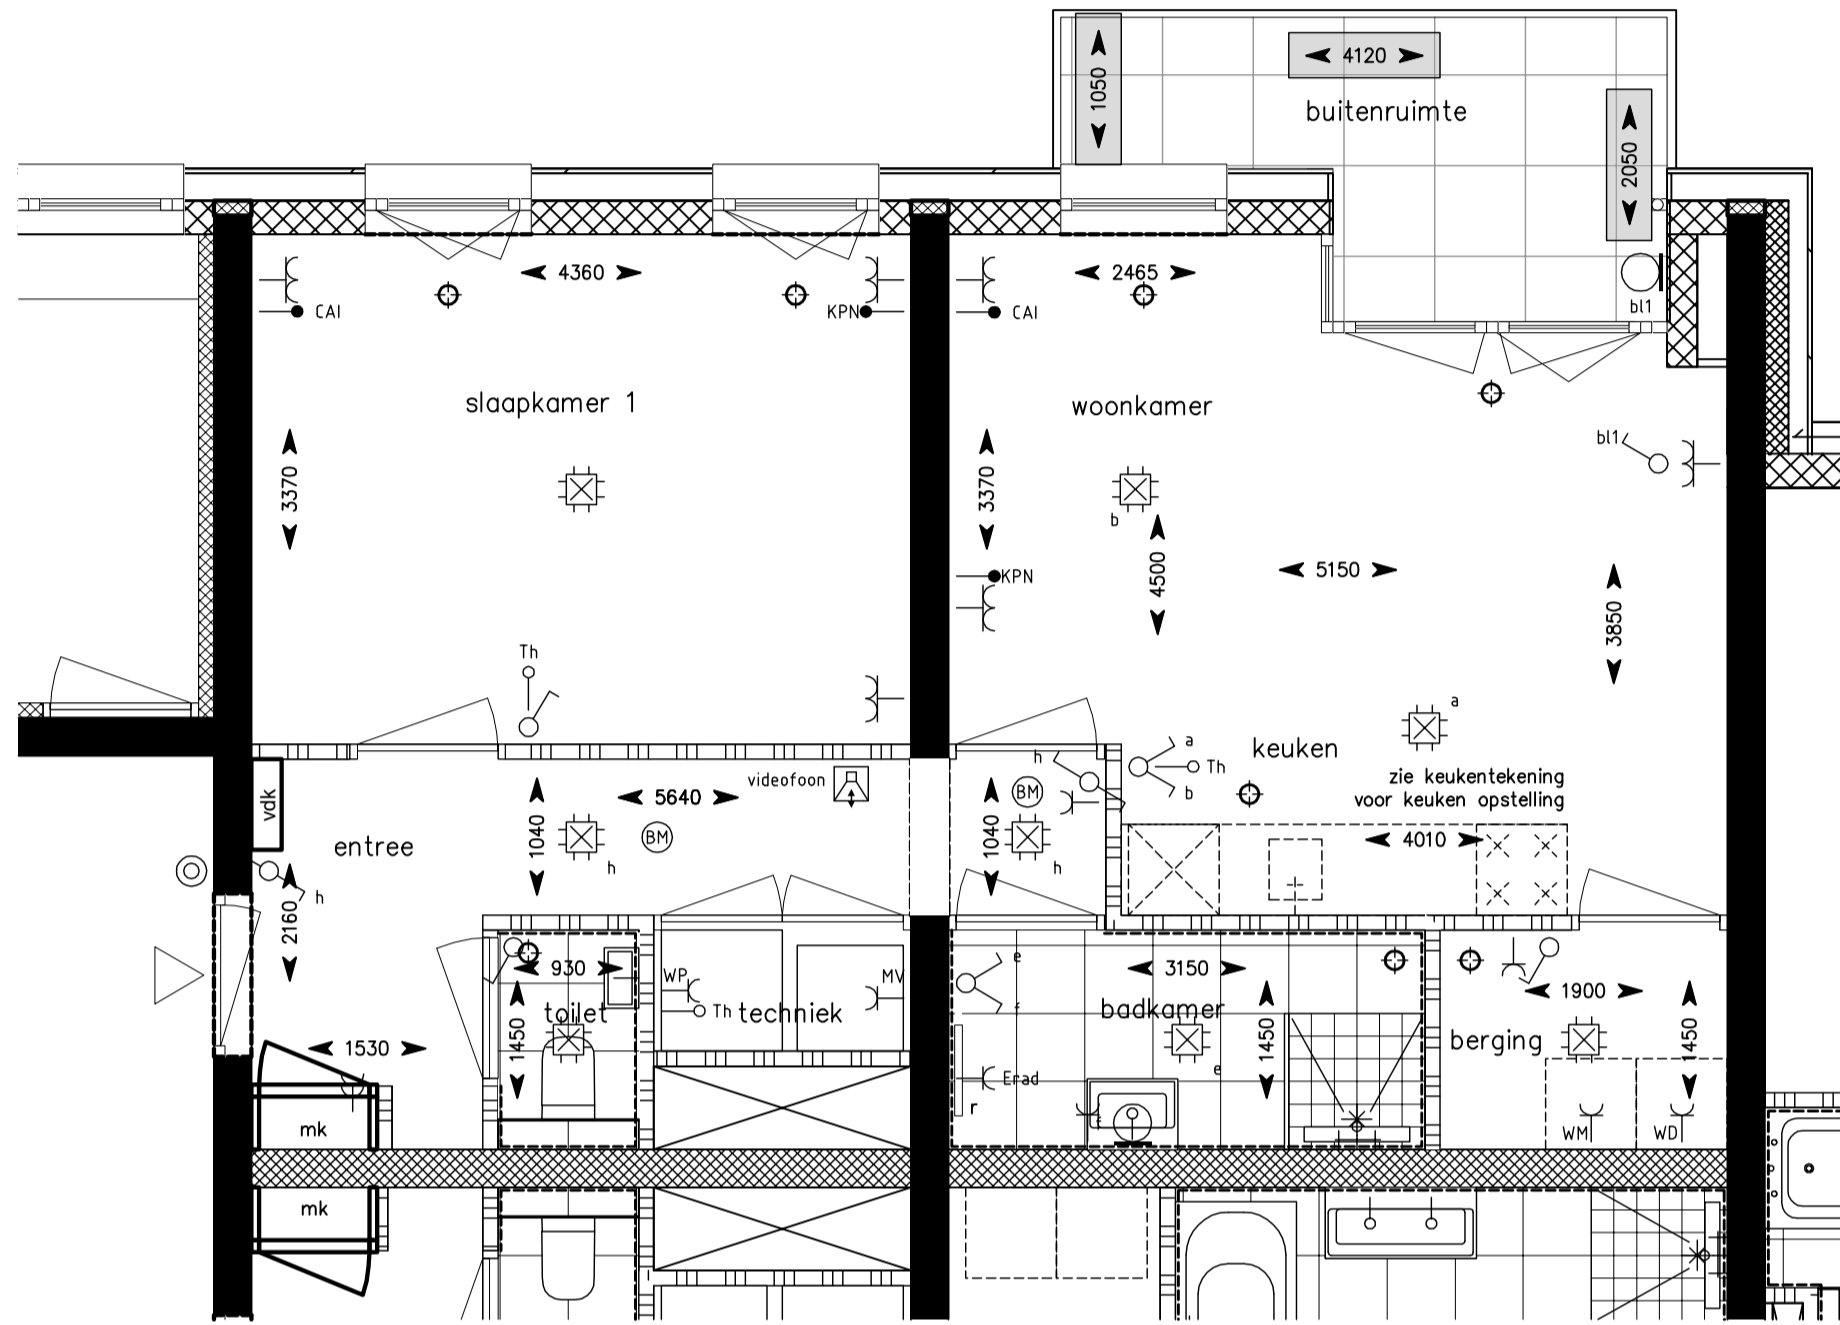 1050
4120
buitenruimte
2050
4360
2465
CAI
KPN
CAI
bl1
slaapkamer 1
woonkamer
bl1
3370
3370
b
4500
KPN
5150
3850
Th
a
h
a
Th
b
keuken
zie keukentekening
voor keuken opstelling
videofoon
vdk
5640
BM
1040
entree
BM
h
1040
h
4010
h
2160
930
WP
MV
e
f
3150
1900
toilet
Th
techniek
badkamer
berging
1530
1450
1450
1450
Erad
e
r
f
mk
WM
WD
mk